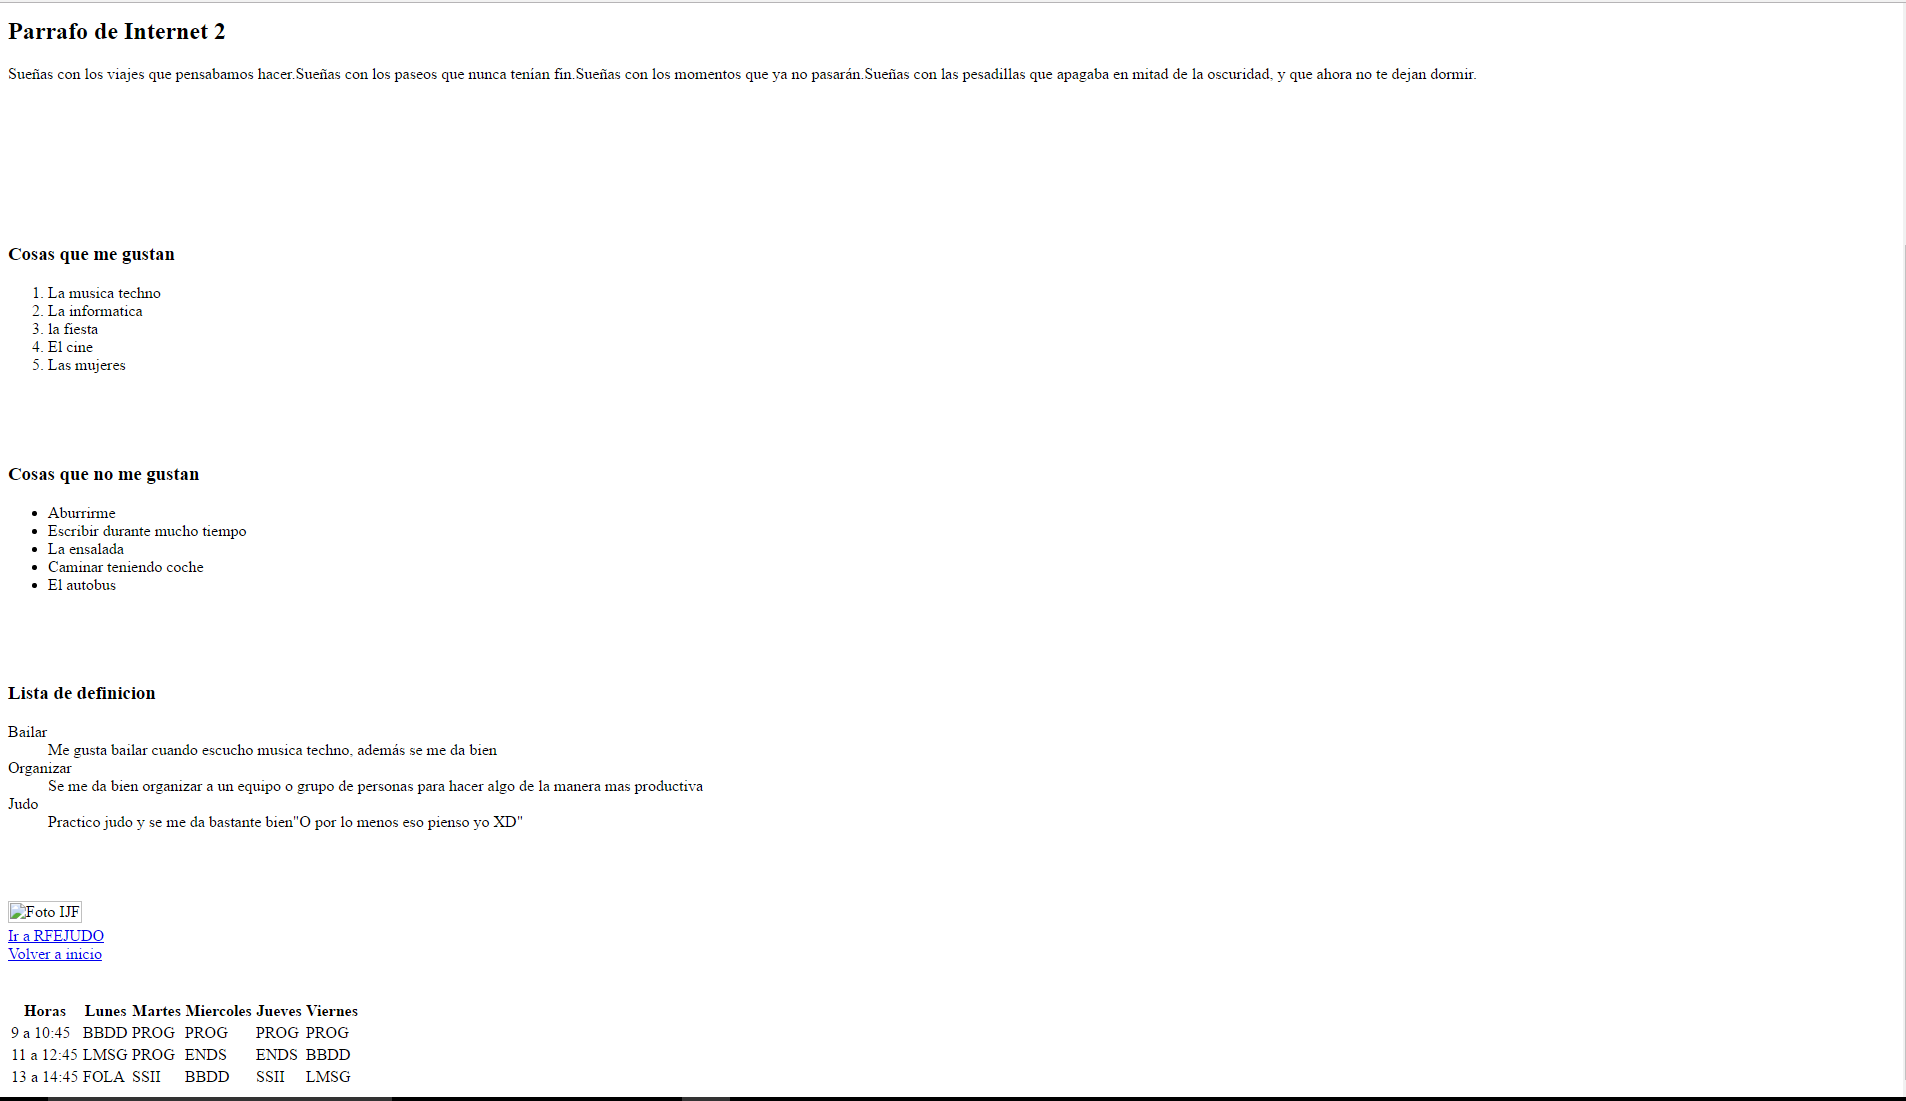 Parrafo de Internet 2
Sueñas con los viajes que pensabamos hacer.Sueñas con los paseos que nunca tenían fín.Sueñas con los momentos que ya no pasarán.Sueñas con las pesadillas que apagaba en mitad de la oscuridad, y que ahora no te dejan dormir.
Cosas que me gustan
1. La musica techno
2. La informatica
3. la fiesta
4. El cine
5. Las mujeres
Cosas que no me gustan
• Aburrirme
• Escribir durante mucho tiempo
• La ensalada
• Caminar teniendo coche
• El autobus
Lista de definicion
Bailar
Me gusta bailar cuando escucho musica techno, además se me da bien
Organizar
Se me da bien organizar a un equipo o grupo de personas para hacer algo de la manera mas productiva
Judo
Practico judo y se me da bastante bien"O por lo menos eso pienso yo XD"
Foto IJF
Ir a RFEJUDO
Volver a inicio
Horas Lunes Martes Miercoles Jueves Viernes
9 a 10:45 BBDD PROG PROG PROG PROG
11 a 12:45 LMSG PROG ENDS ENDS BBDD
13 a 14:45 FOLA SSII BBDD SSII LMSG